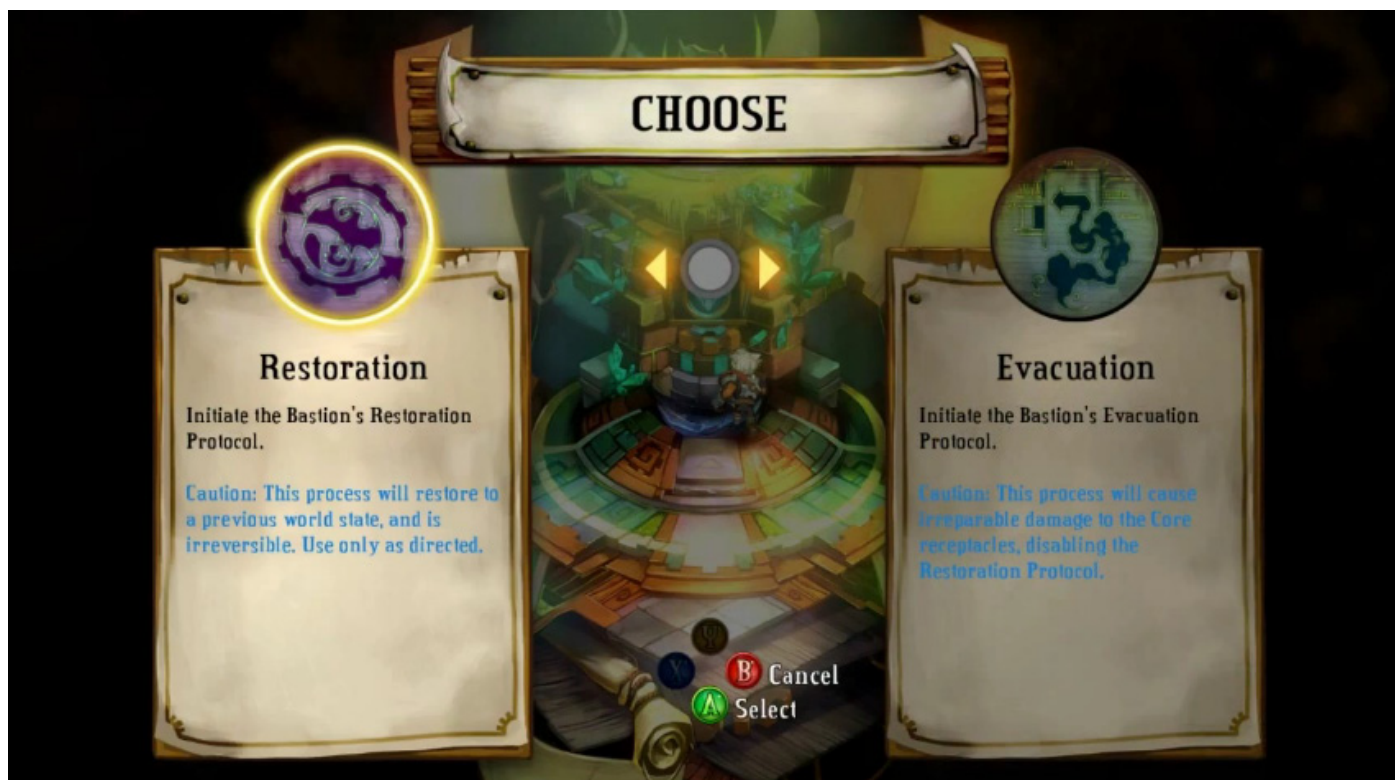 CHOOSE
Restoration
Initiate the Bastion's Restoration
Protocol.
Caution: This process will restore to
a previous world state, and is
irreversible. Use only as directed.
Evacuation
Initiate the Bastion's Evacuation
Protocol.
Caution: This process will cause
irreparable damage to the Core
receptacles, disabling the
Restoration Protocol.
X
B Cancel
A Select